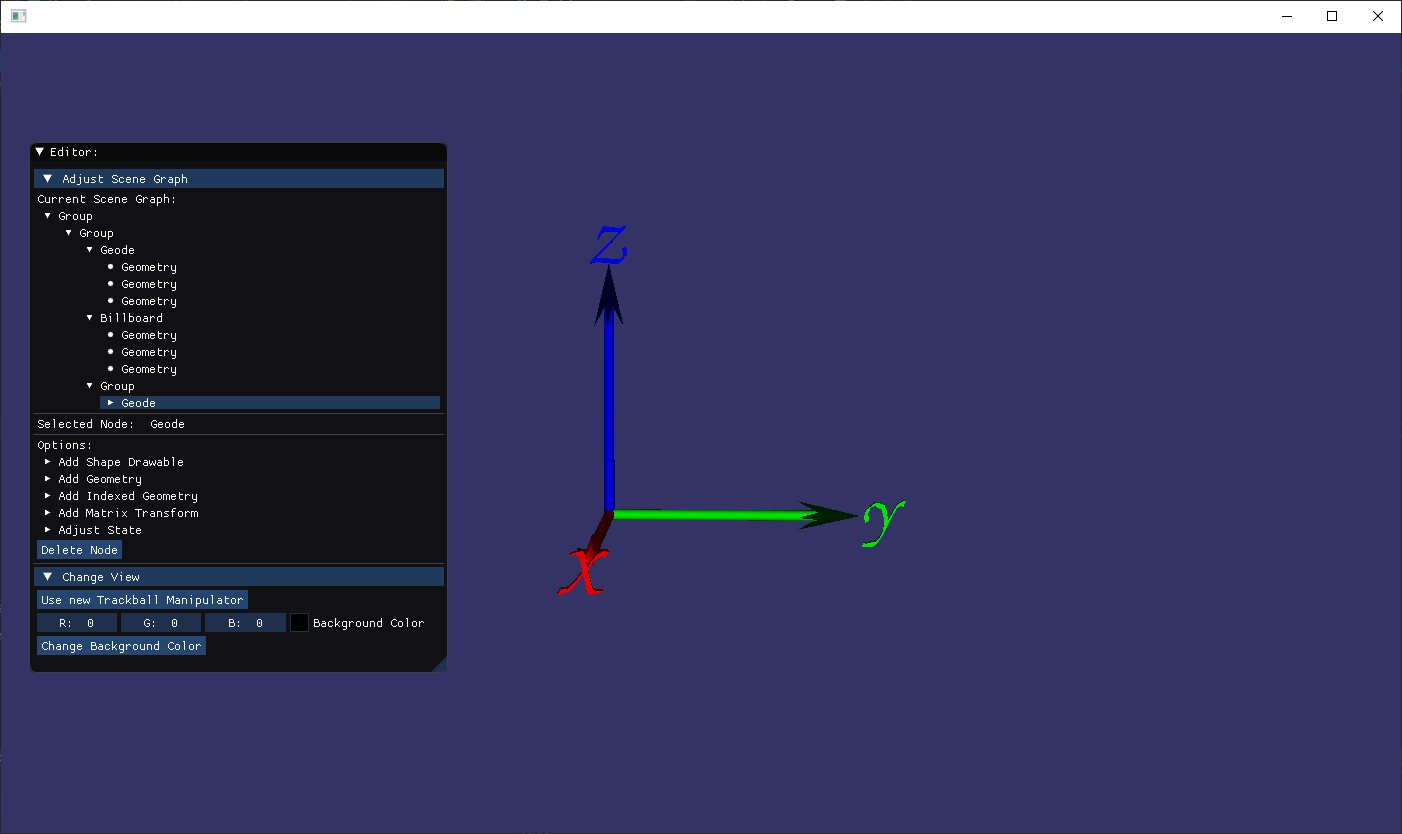 Editor:
Adjust Scene Graph
Current Scene Graph:
Group
Group
Geode
Geometry
Geometry
Geometry
Billboard
Geometry
Geometry
Geometry
Group
Geode
Selected Node: Geode
Options:
Add Shape Drawable
Add Geometry
Add Indexed Geometry
Add Matrix Transform
Adjust State
Delete Node
Change View
Use new Trackball Manipulator
R: 0 G: 0 B: 0 Background Color
Change Background Color
z
y
x